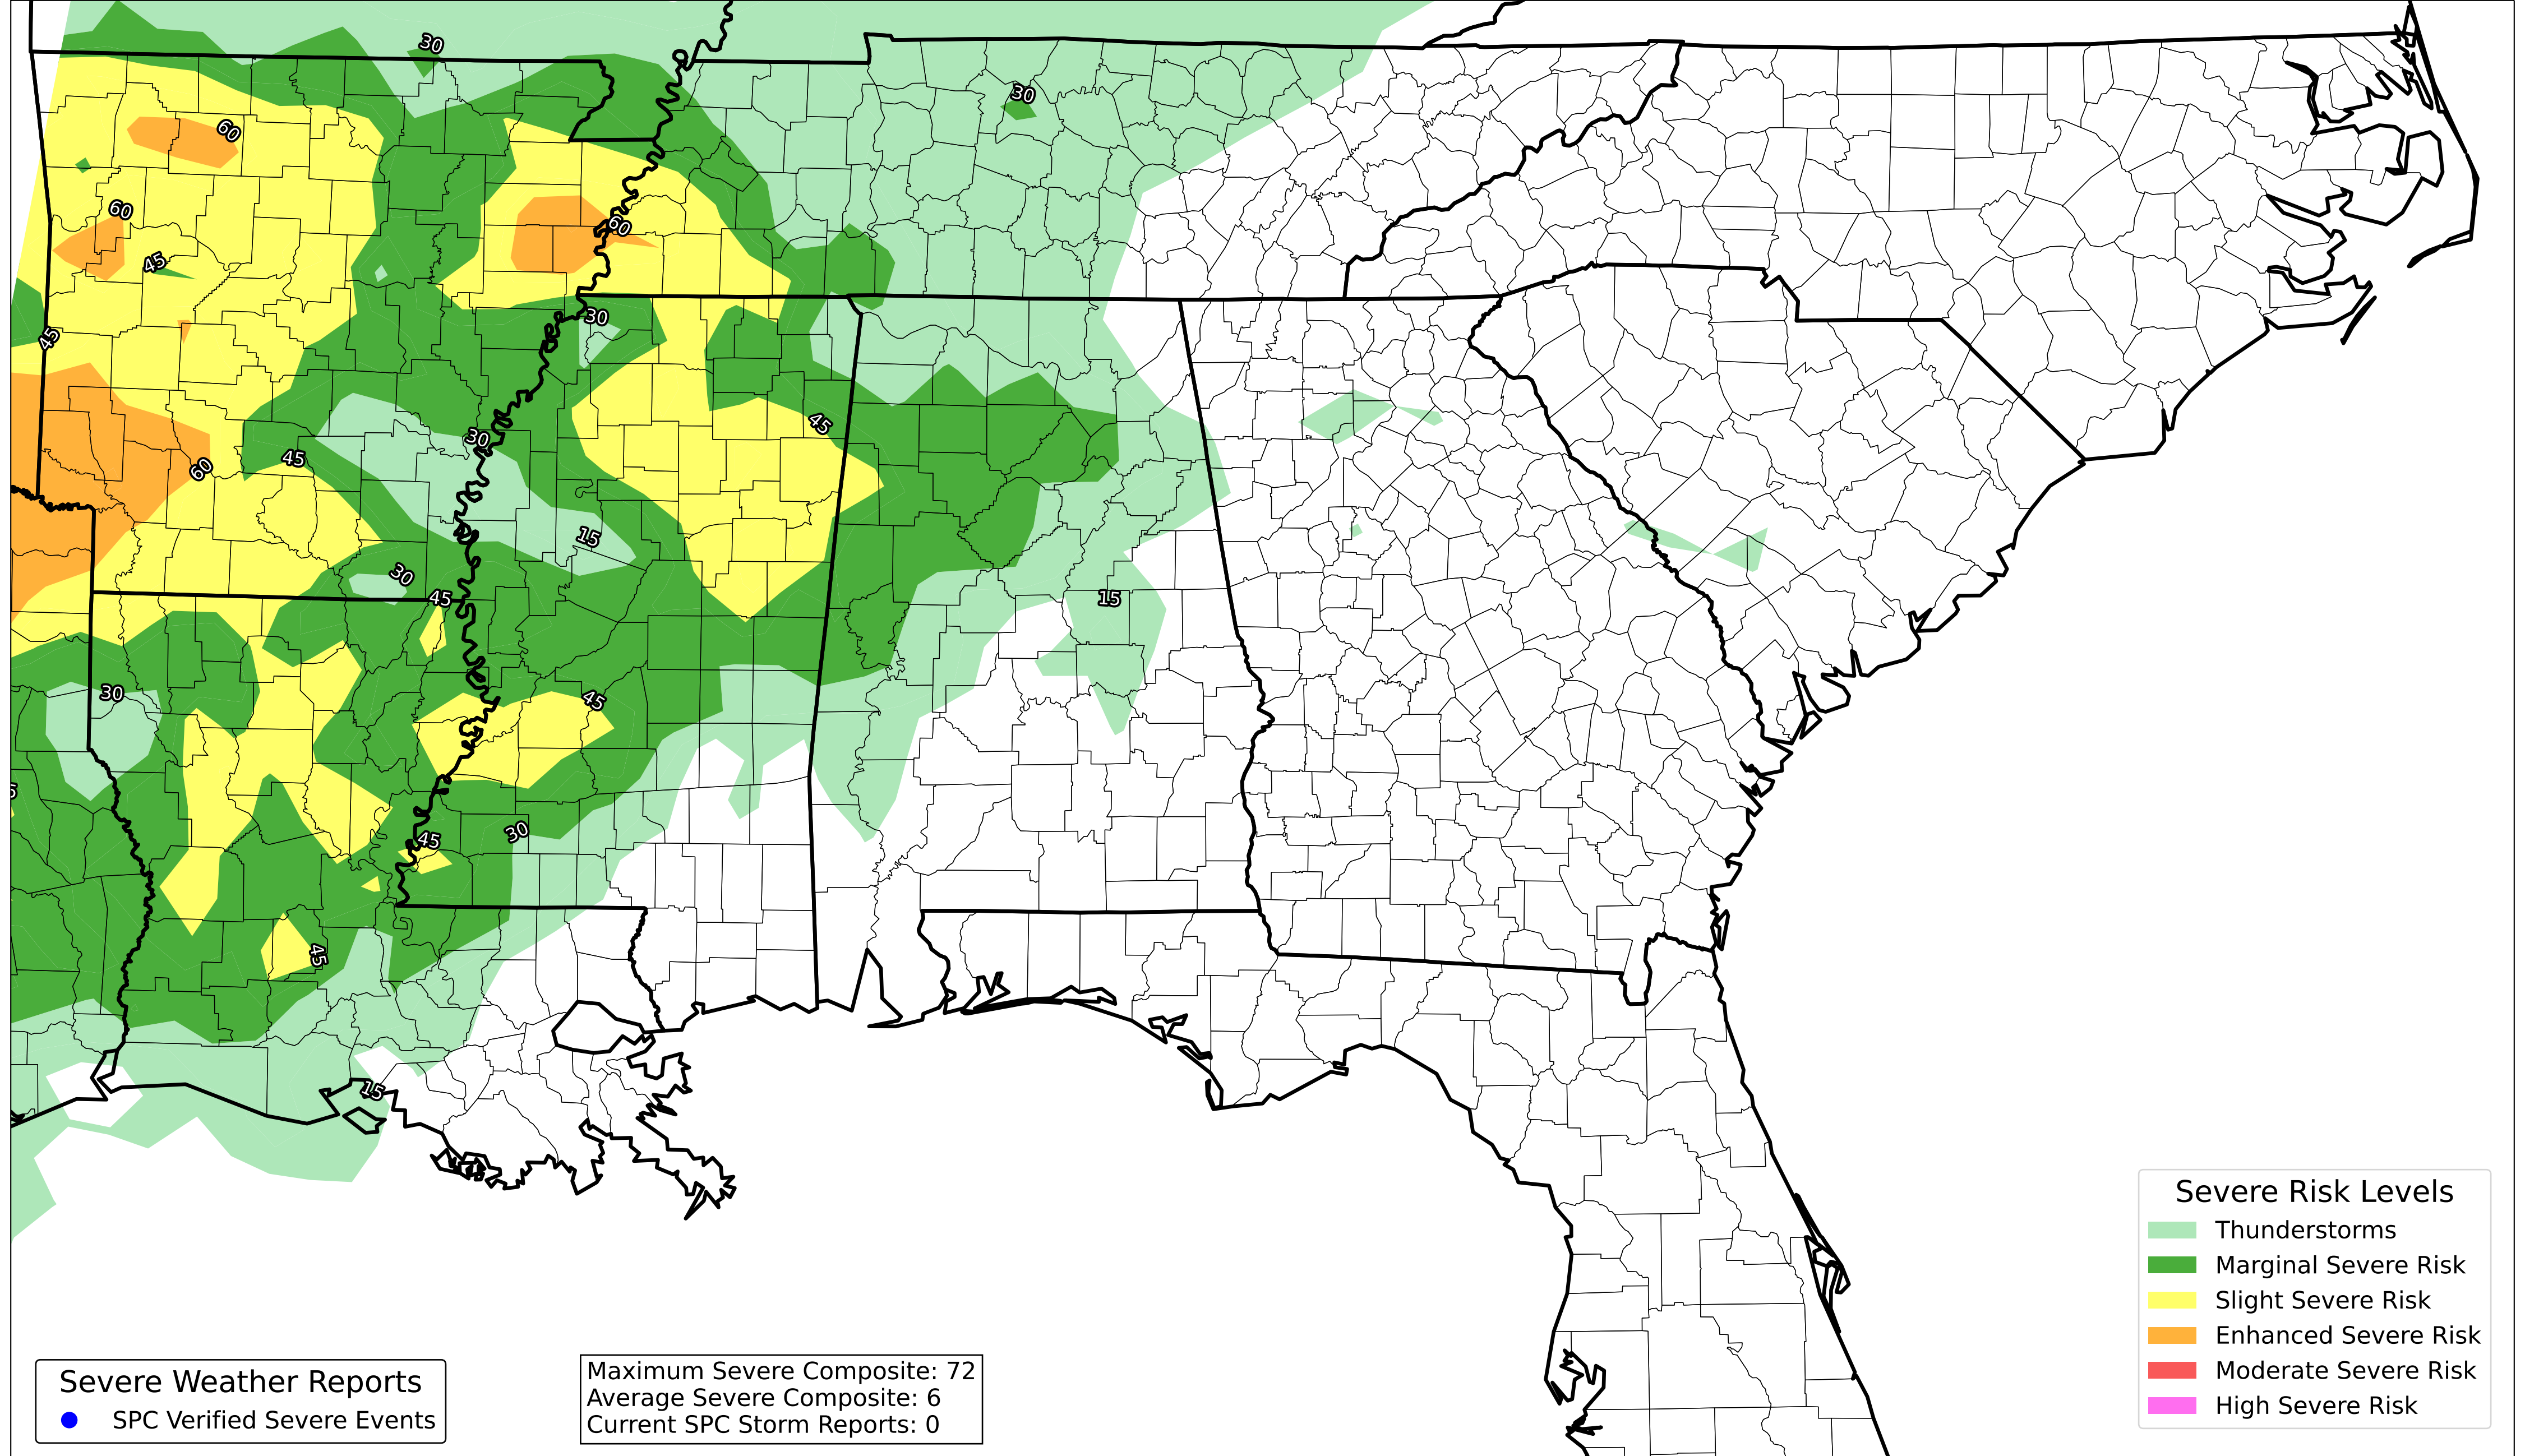 30
30
60
60
60
45
30
45
45
30
45
60
15
30
45
15
30
45
45
30
45
15
Severe Risk Levels
Thunderstorms
Marginal Severe Risk
Slight Severe Risk
Enhanced Severe Risk
Moderate Severe Risk
High Severe Risk
Severe Weather Reports
SPC Verified Severe Events
Maximum Severe Composite: 72
Average Severe Composite: 6
Current SPC Storm Reports: 0